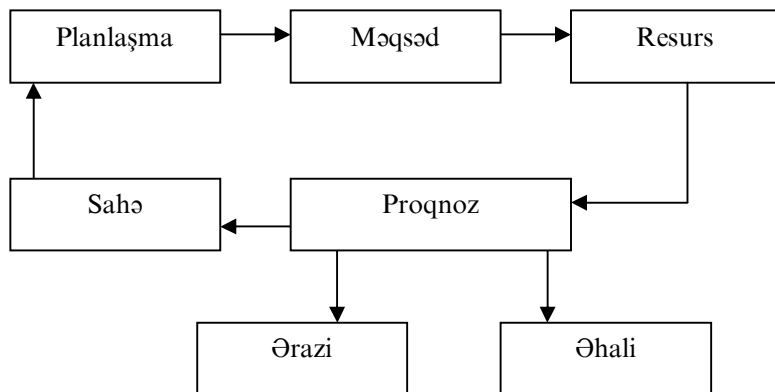 Planlaşma
Məqsəd
Resurs
Sahə
Proqnoz
Ərazi
Əhali